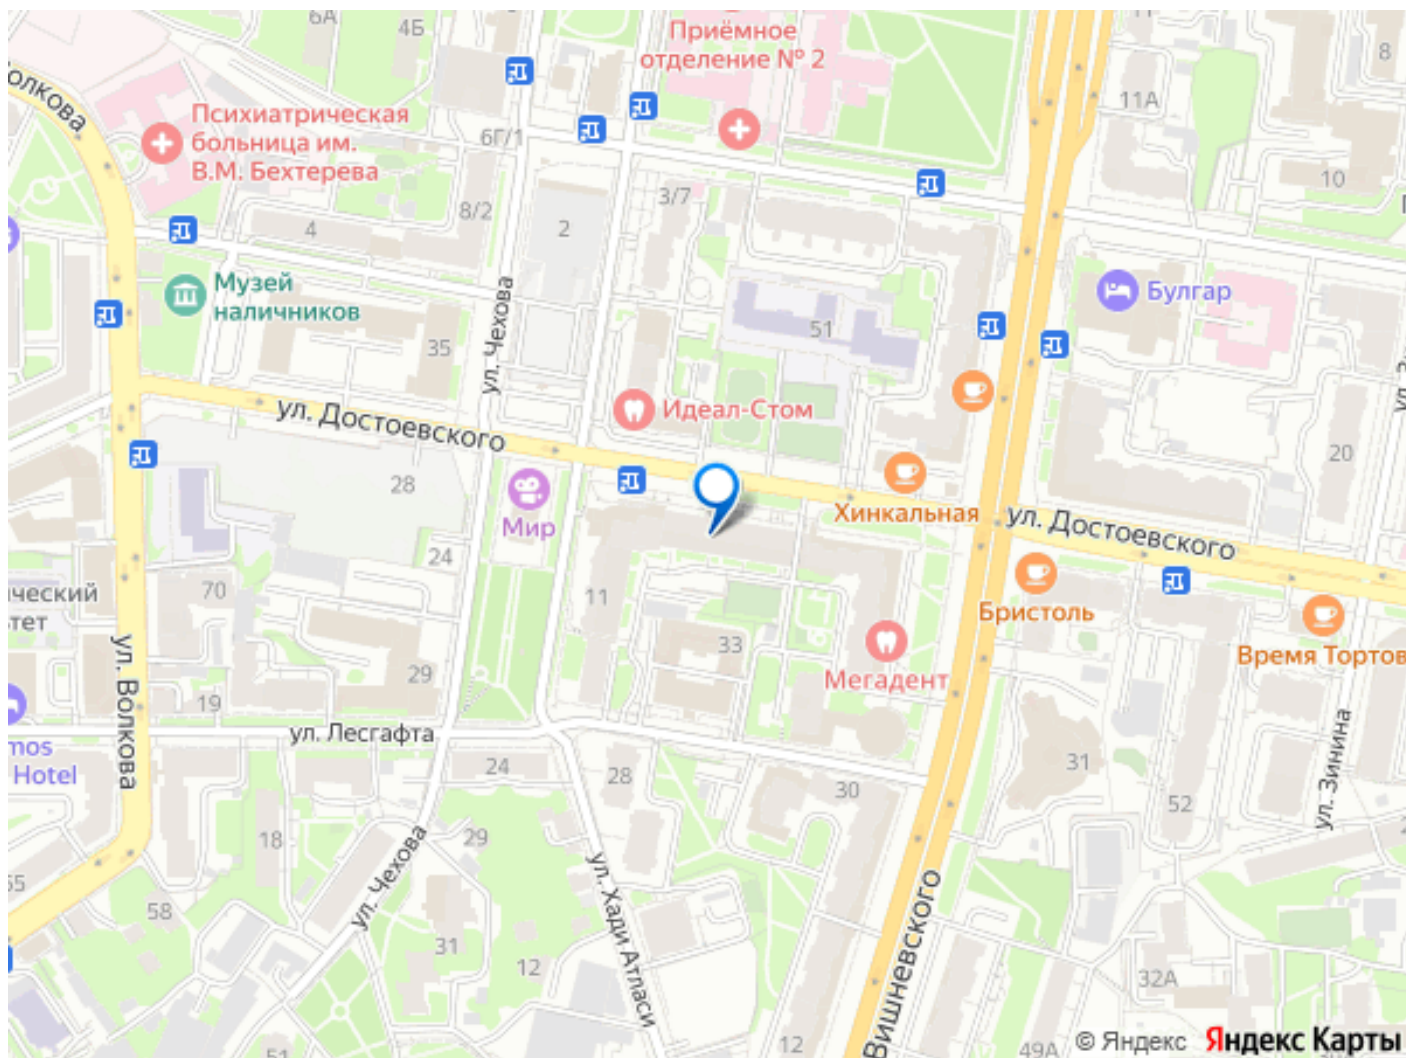 6А
4Б
Приёмное
отделение № 2
8
11А
олкова
Психиатрическая
больница им.
В.М. Бехтерева
6Г/1
10
3/7
8/2
4
2
Музей
наличников
ул. Чехова
Булгар
51
35
ул. Достоевского
Идеал-Стом
20
28
Мир
Хинкальная
ул. Достоевского
24
Бристоль
ический
тет
70
11
33
Мегадент
Время Тортов
ул. Волкова
29
19
ул. Лесгафта
mos
Hotel
24
28
30
31
52
ул. Зинина
18
29
ул. Чехова
ул. Хади Атласи
58
31
12
Вишневского
32А
12
49А
51
© Яндекс
Яндекс Карты